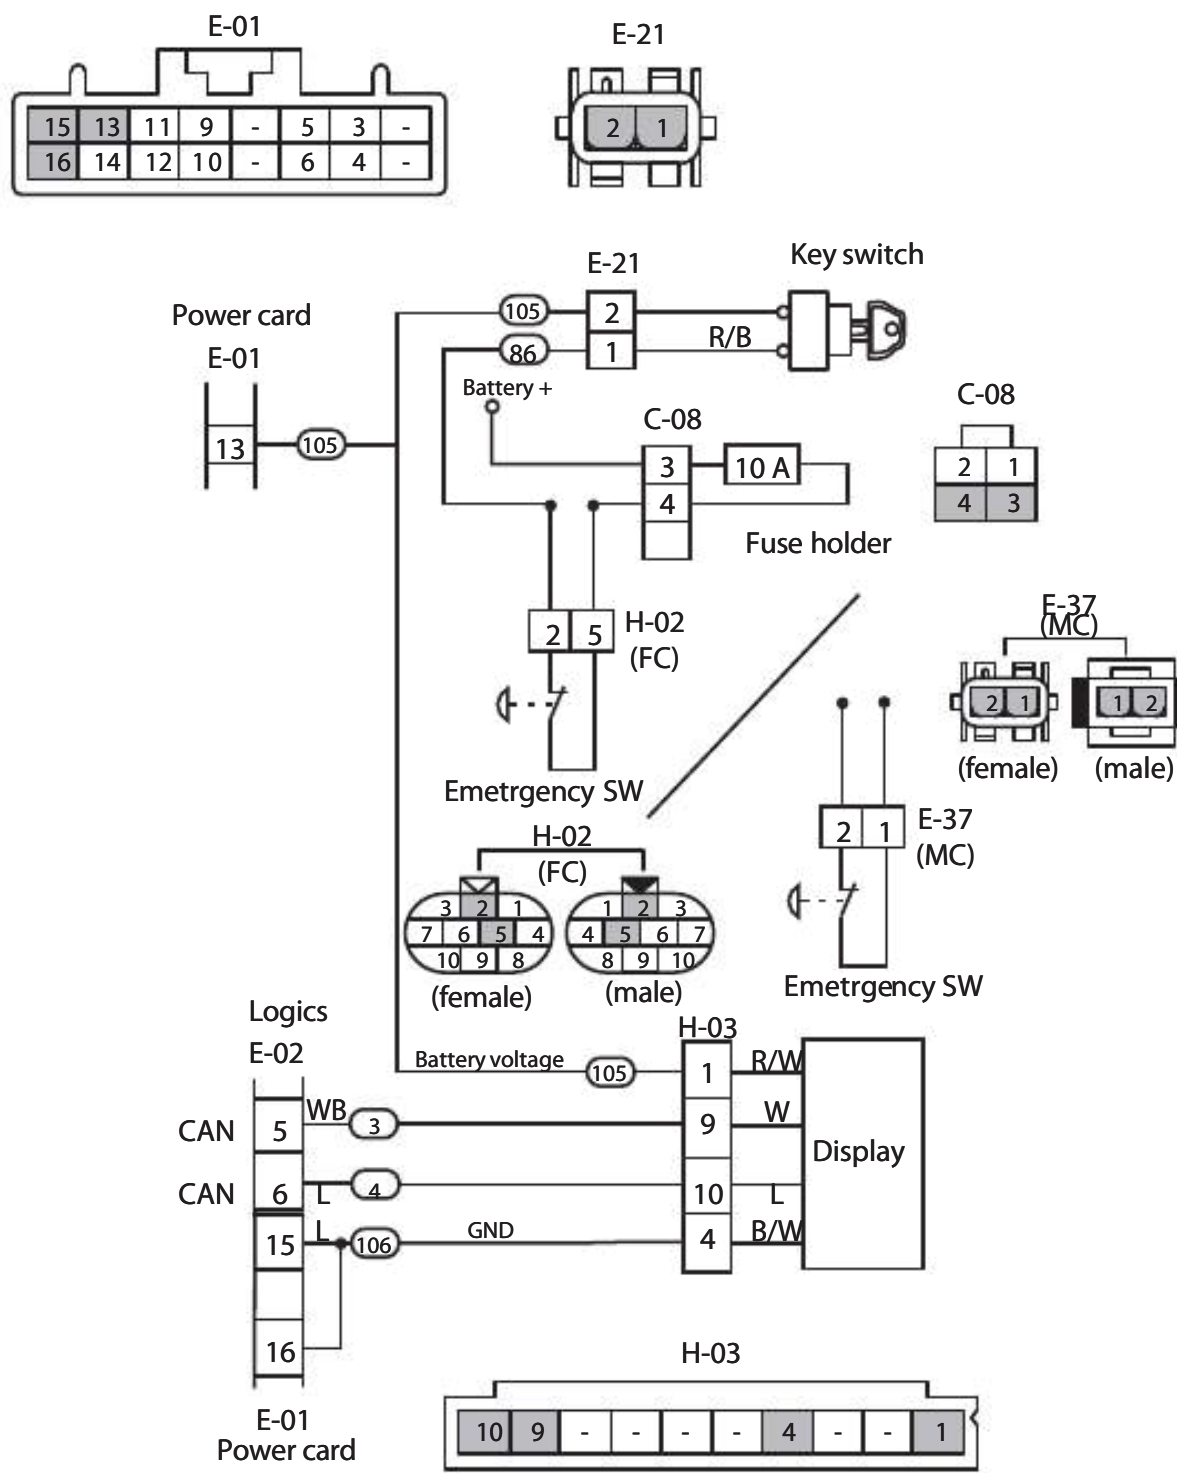 E-01
E-21
15 13 11 9 - 5 3 -
16 14 12 10 - 6 4 -
2 1
Key switch
E-21
Power card
105 2
R/B
E-01
86 1
Battery +
C-08
C-08
13 105
3 10 A
2 1
4
4 3
Fuse holder
E-37
(MC)
2 5 H-02
(FC)
2 1 1 2
(female) (male)
Emetrgency SW
2 1 E-37
(MC)
H-02
(FC)
3 2 1 1 2 3
7 6 5 4 4 5 6 7
10 9 8 8 9 10
(female) (male)
Emetrgency SW
Logics
H-03
E-02
Battery voltage 105 1 R/W
WB
CAN 5 3 9 W
Display
CAN 6 L 4 10 L
15 L 106 GND 4 B/W
16
H-03
E-01
Power card
10 9 - - - - 4 - - 1